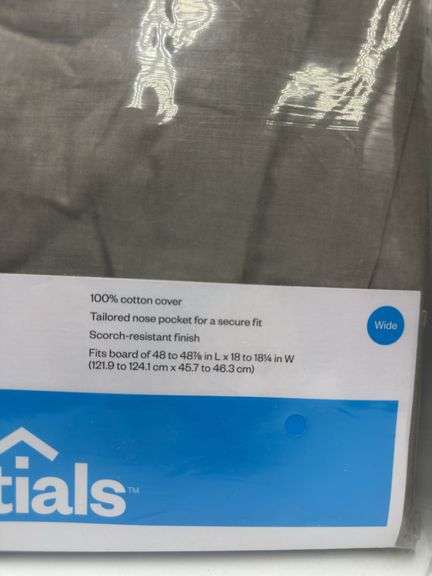 100% cotton cover
Tailored nose pocket for a secure fit
Scorch-resistant finish
Fits board of 48 to 48⅞ in L x 18 to 18¼ in W
(121.9 to 124.1 cm x 45.7 to 46.3 cm)
Wide
tials™